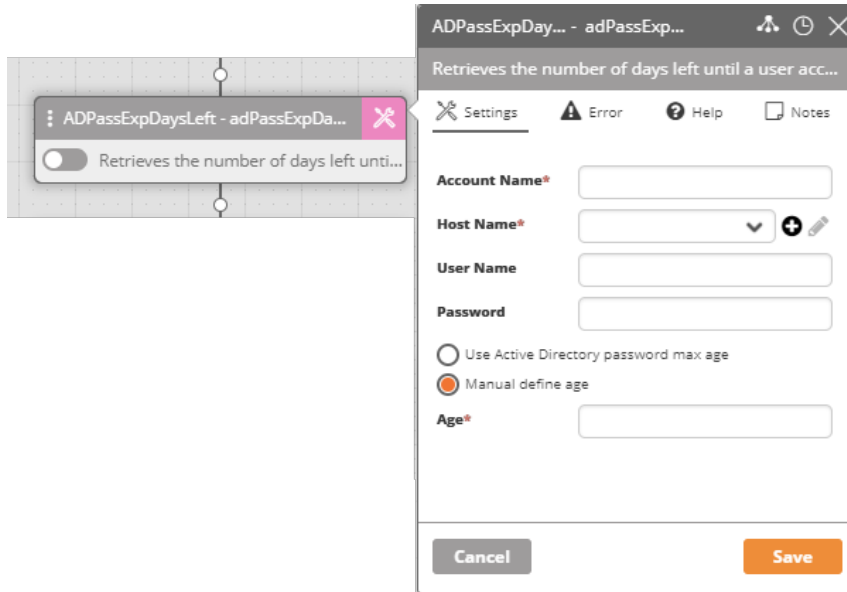 ADPassExpDaysLeft - adPassExpDa...
Retrieves the number of days left unti...
ADPassExpDay... - adPassExp...
Retrieves the number of days left until a user acc...
Settings
Error
Help
Notes
Account Name*
Host Name*
User Name
Password
Use Active Directory password max age
Manual define age
Age*
Cancel
Save